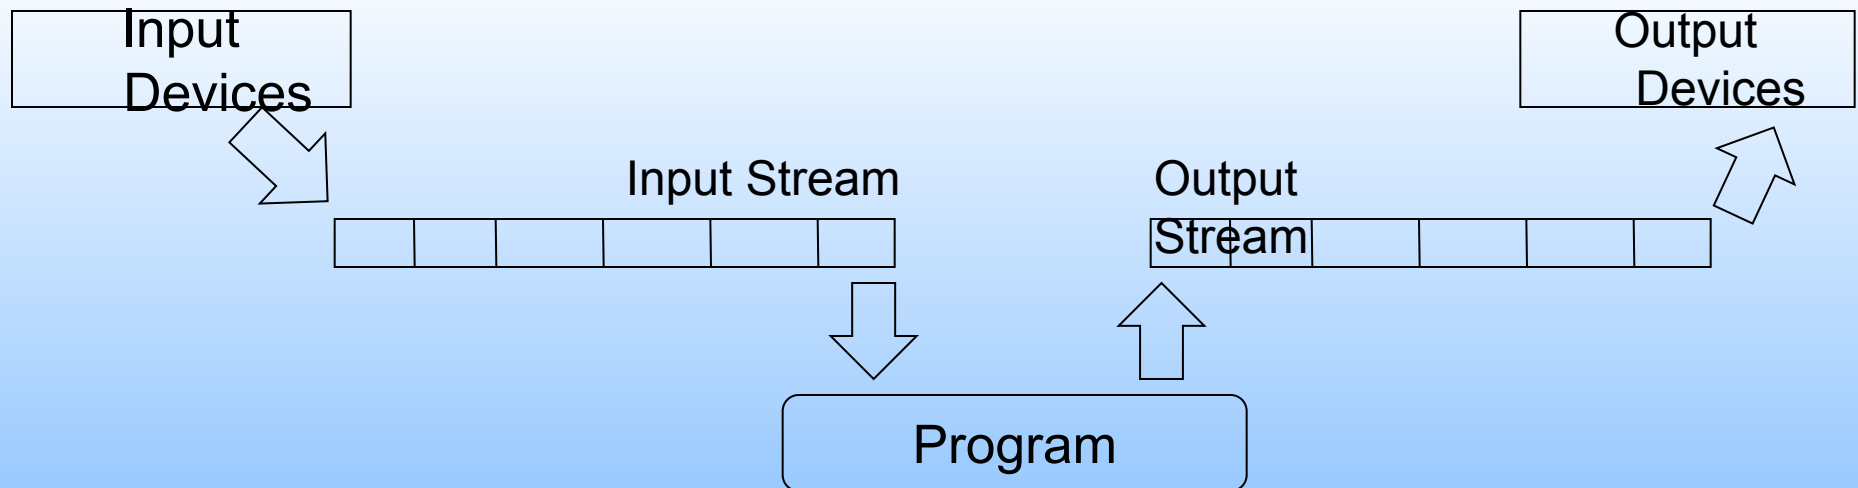 Input
Devices
Output
Devices
Input Stream
Output
Stream
Program